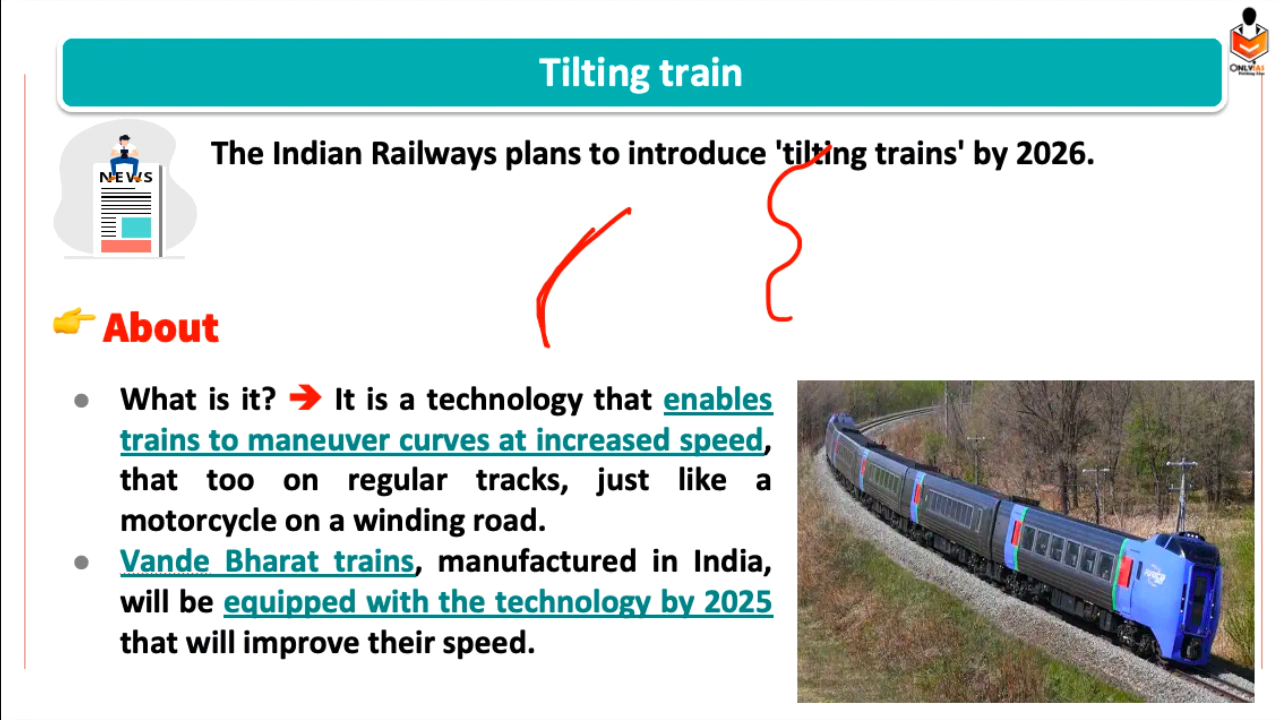 Tilting train
ONLYIAS
NEWS
The Indian Railways plans to introduce 'tilting trains' by 2026.
About
What is it? ➔ It is a technology that enables
trains to maneuver curves at increased speed,
that too on regular tracks, just like a
motorcycle on a winding road.
Vande Bharat trains, manufactured in India,
will be equipped with the technology by 2025
that will improve their speed.